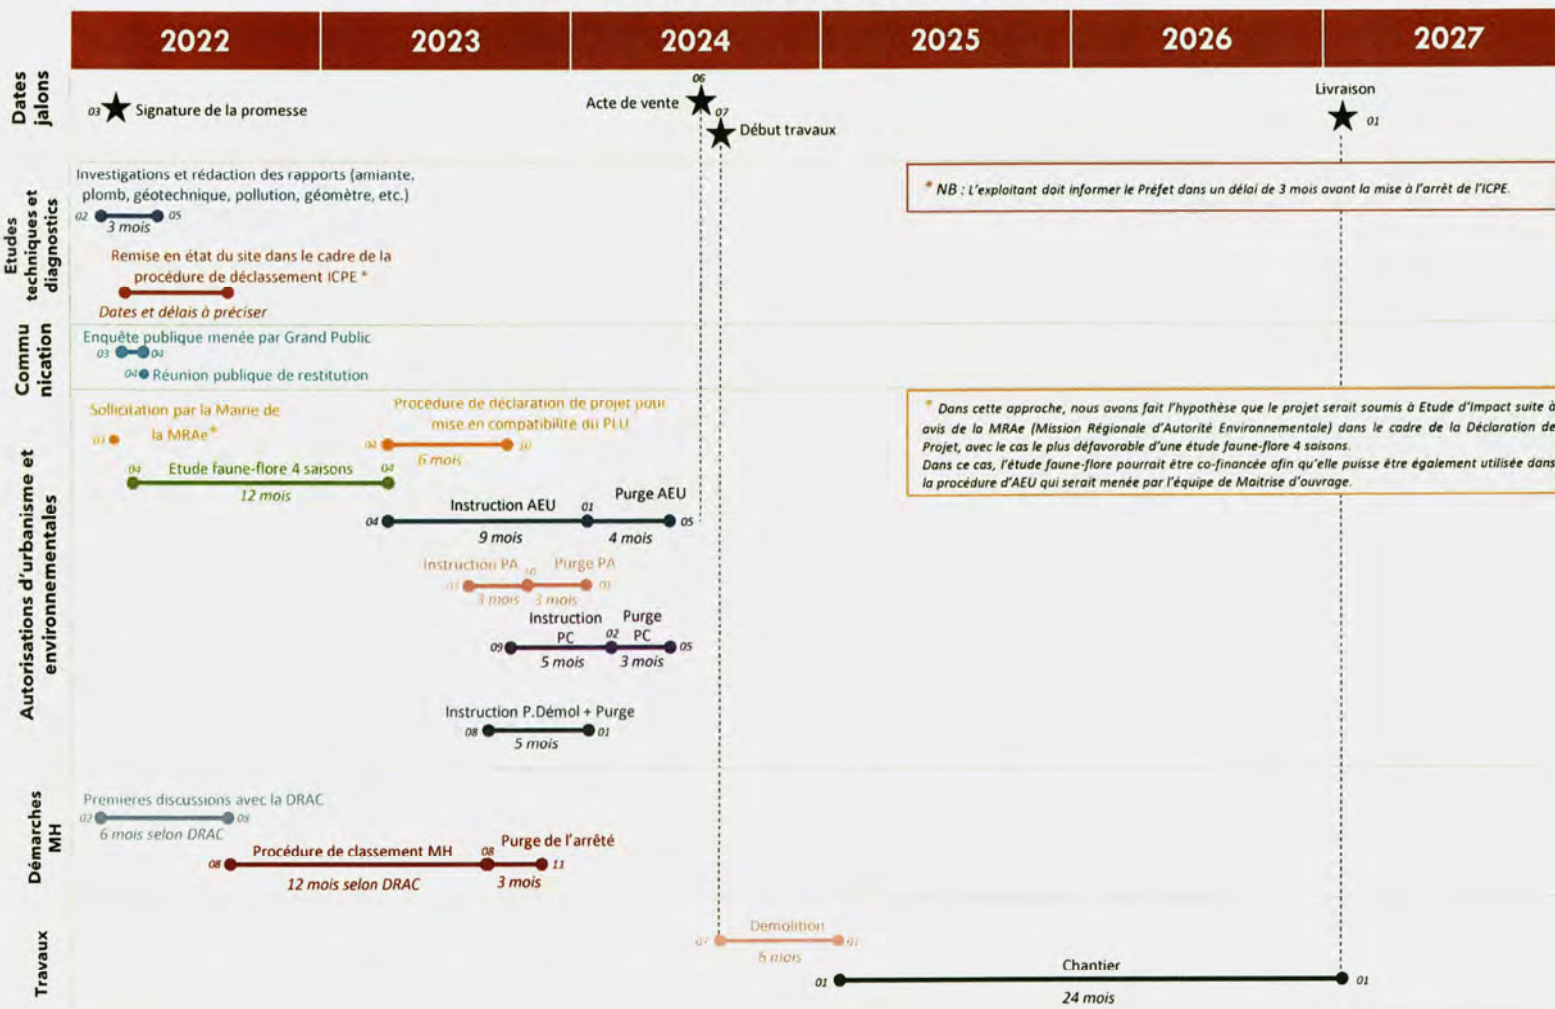 2022 2023 2024 2025 2026 2027
Dates
jalons
03 Signature de la promesse
06
Acte de vente
07
Début travaux
Livraison
01
Etudes
techniques et
diagnostics
Investigations et rédaction des rapports (amiante,
plomb, géotechnique, pollution, géomètre, etc.)
02 05
3 mois
Remise en état du site dans le cadre de la
procédure de déclassement ICPE *
Dates et délais à préciser
* NB : L'exploitant doit informer le Préfet dans un délai de 3 mois avant la mise à l'arrêt de l'ICPE.
Commu
nication
Enquête publique menée par Grand Public
03 04
04 Réunion publique de restitution
Autorisations d'urbanisme et
environnementales
Sollicitation par la Mairie de
la MRAe*
03
Procédure de déclaration de projet pour
mise en compatibilité du PLU
04 10
6 mois
04 Etude faune-flore 4 saisons 04
12 mois
* Dans cette approche, nous avons fait l'hypothèse que le projet serait soumis à Etude d'Impact suite à
avis de la MRAe (Mission Régionale d'Autorité Environnementale) dans le cadre de la Déclaration de
Projet, avec le cas le plus défavorable d'une étude faune-flore 4 saisons.
Dans ce cas, l'étude faune-flore pourrait être co-financée afin qu'elle puisse être également utilisée dans
la procédure d'AEU qui serait menée par l'équipe de Maitrise d'ouvrage.
Instruction AEU 01 Purge AEU
04 05
9 mois 4 mois
Instruction PA 10 Purge PA
01
3 mois 3 mois
Instruction
PC 02 Purge
PC
09 05
5 mois 3 mois
Instruction P.Démol + Purge
08 01
5 mois
Démarches
MH
Premières discussions avec la DRAC
02 08
6 mois selon DRAC
08 Procédure de classement MH 08 Purge de l'arrêté
11
12 mois selon DRAC 3 mois
Travaux
Demolition
07 01
6 mois
Chantier
01 01
24 mois